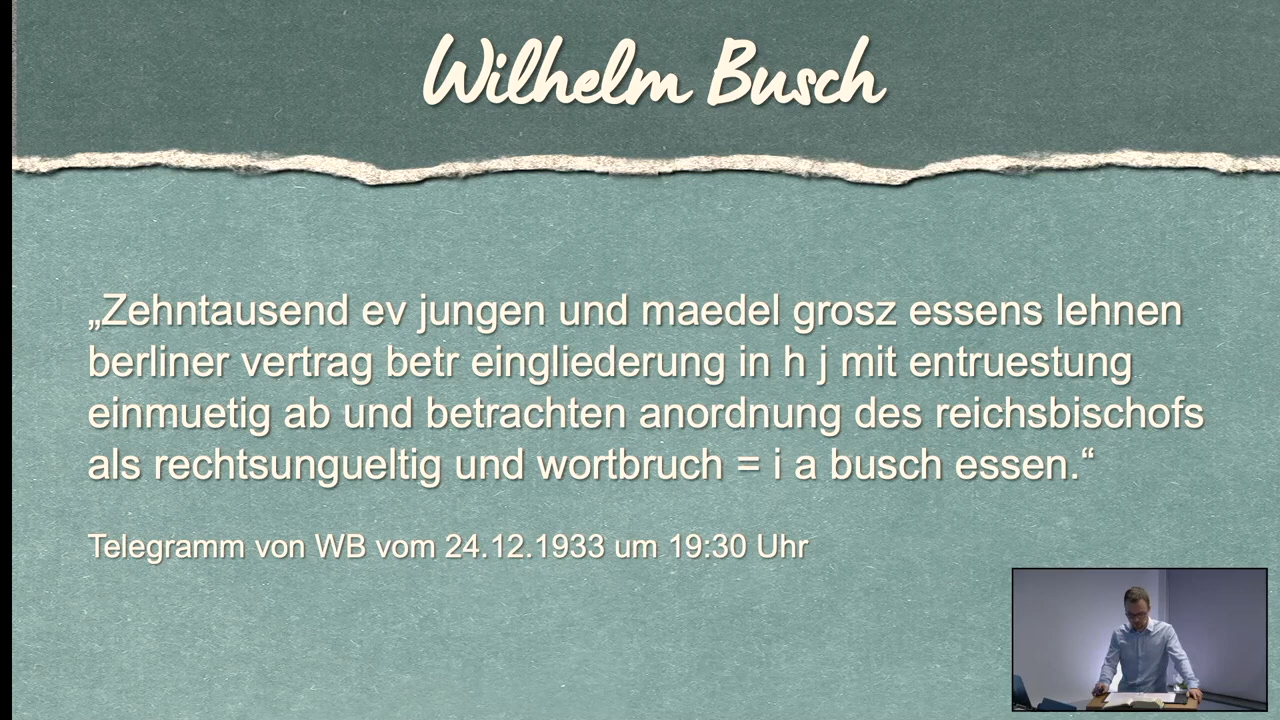 Wilhelm Busch
„Zehntausend ev jungen und maedel grosz essens lehnen
berliner vertrag betr eingliederung in h j mit entruestung
einmuetig ab und betrachten anordnung des reichsbischofs
als rechtsungueltig und wortbruch = i a busch essen.“
Telegramm von WB vom 24.12.1933 um 19:30 Uhr